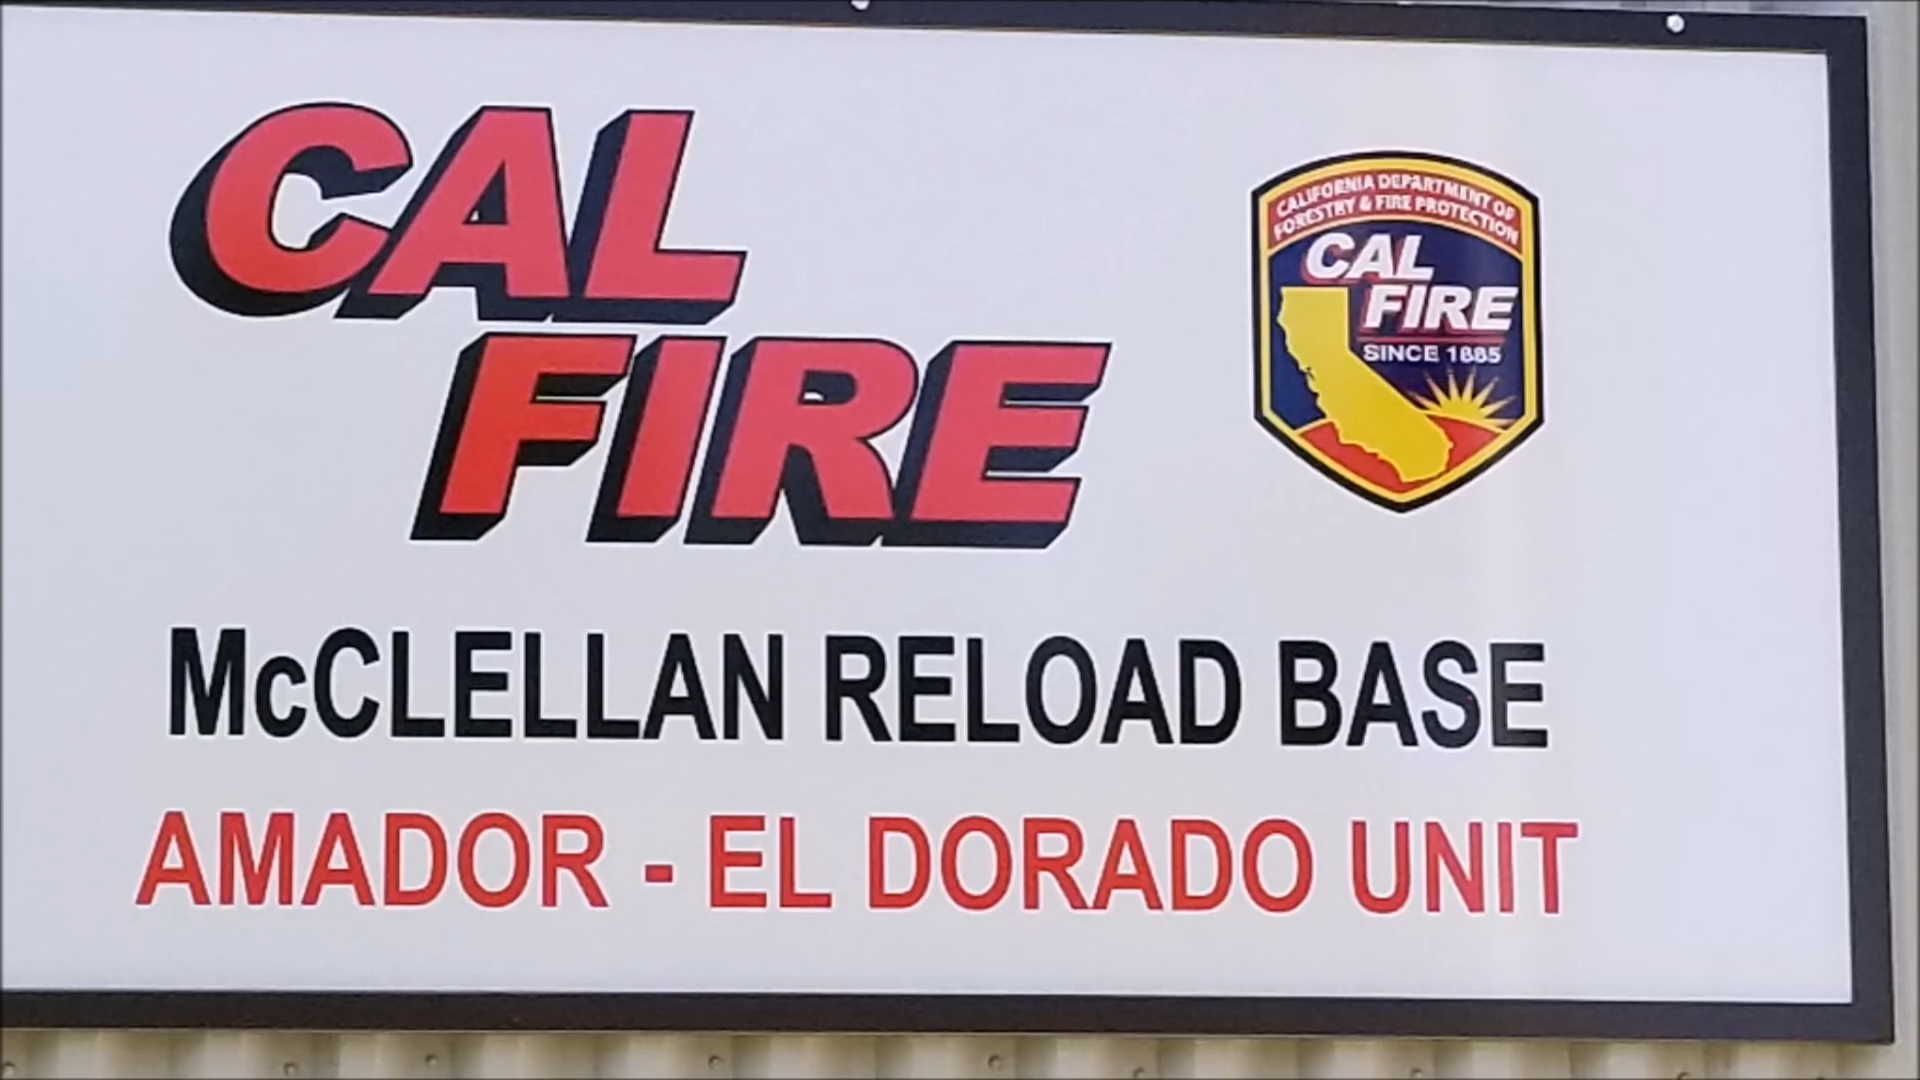 CAL
FIRE
CALIFORNIA DEPARTMENT OF
FORESTRY & FIRE PROTECTION
CAL
FIRE
SINCE 1885
McCLELLAN RELOAD BASE
AMADOR - EL DORADO UNIT